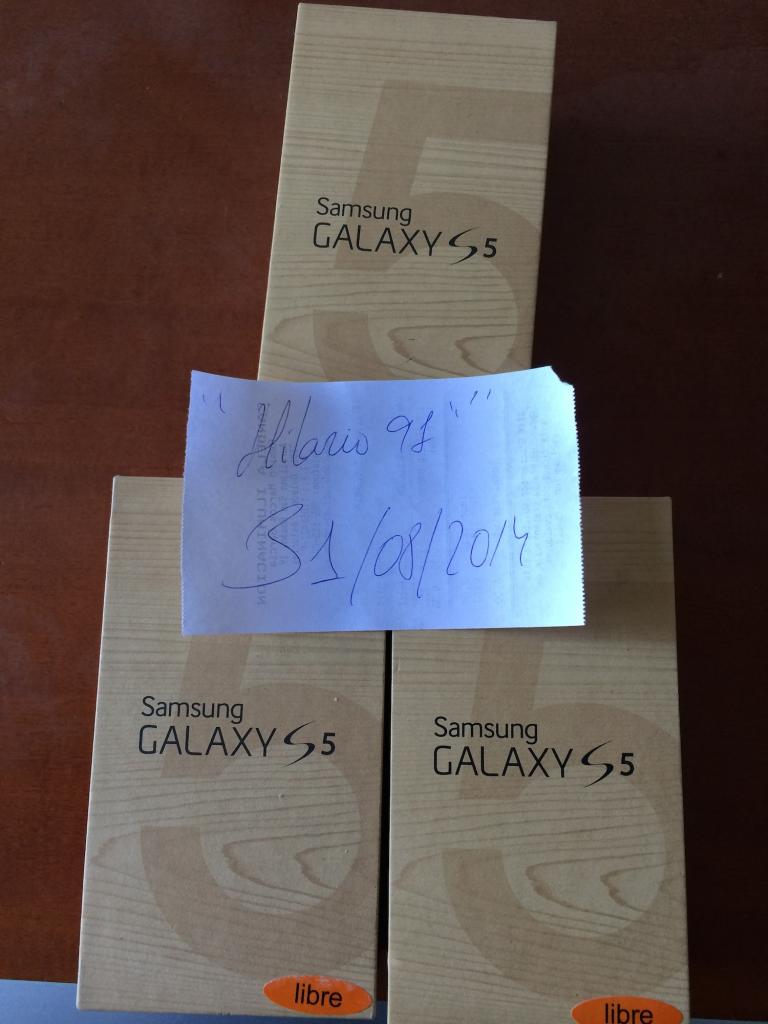 Samsung
GALAXY S5
"Hilario 91"
31/08/2014
Samsung
GALAXY S5
libre
Samsung
GALAXY S5
libre